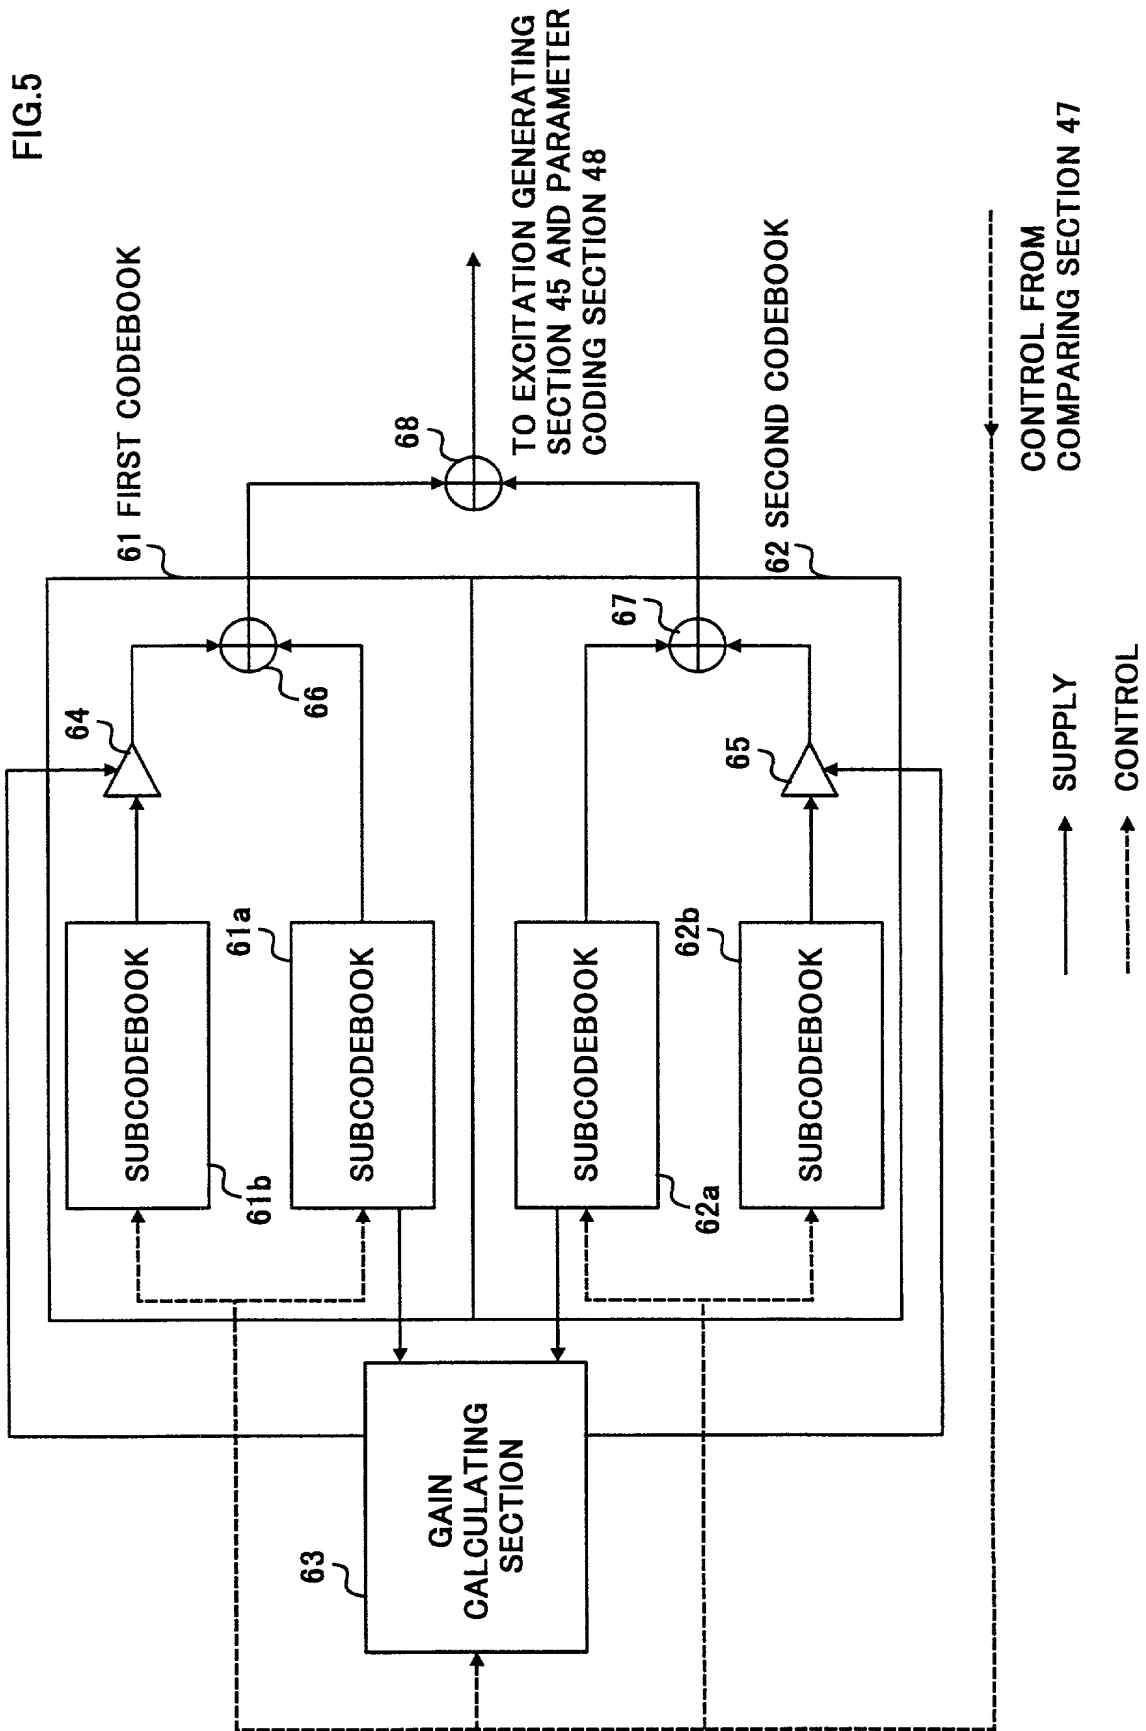 FIG.5
61 FIRST CODEBOOK
64
61b
SUBCODEBOOK
66
61a
SUBCODEBOOK
68
TO EXCITATION GENERATING
SECTION 45 AND PARAMETER
CODING SECTION 48
63
GAIN
CALCULATING
SECTION
62a
SUBCODEBOOK
67
62b
SUBCODEBOOK
65
62 SECOND CODEBOOK
CONTROL FROM
COMPARING SECTION 47
SUPPLY
CONTROL